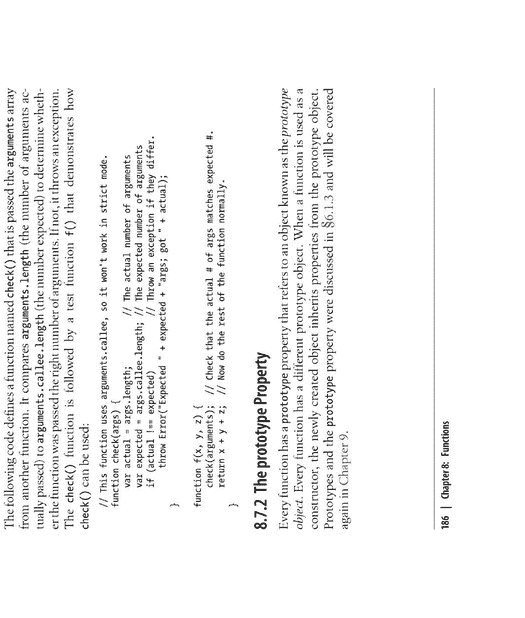 The following code defines a function named check() that is passed the arguments array
from another function. It compares arguments.length (the number of arguments ac-
tually passed) to arguments.callee.length (the number expected) to determine wheth-
er the function was passed the right number of arguments. If not, it throws an exception.
The check() function is followed by a test function f() that demonstrates how
check() can be used:
// This function uses arguments.callee, so it won't work in strict mode.
function check(args) {
var actual = args.length; // The actual number of arguments
var expected = args.callee.length; // The expected number of arguments
if (actual !== expected) // Throw an exception if they differ.
throw Error("Expected " + expected + "args; got " + actual);
}
function f(x, y, z) {
check(arguments); // Check that the actual # of args matches expected #.
return x + y + z; // Now do the rest of the function normally.
}
8.7.2 The prototype Property
Every function has a prototype property that refers to an object known as the prototype
object. Every function has a different prototype object. When a function is used as a
constructor, the newly created object inherits properties from the prototype object.
Prototypes and the prototype property were discussed in §6.1.3 and will be covered
again in Chapter 9.
186 | Chapter 8: Functions